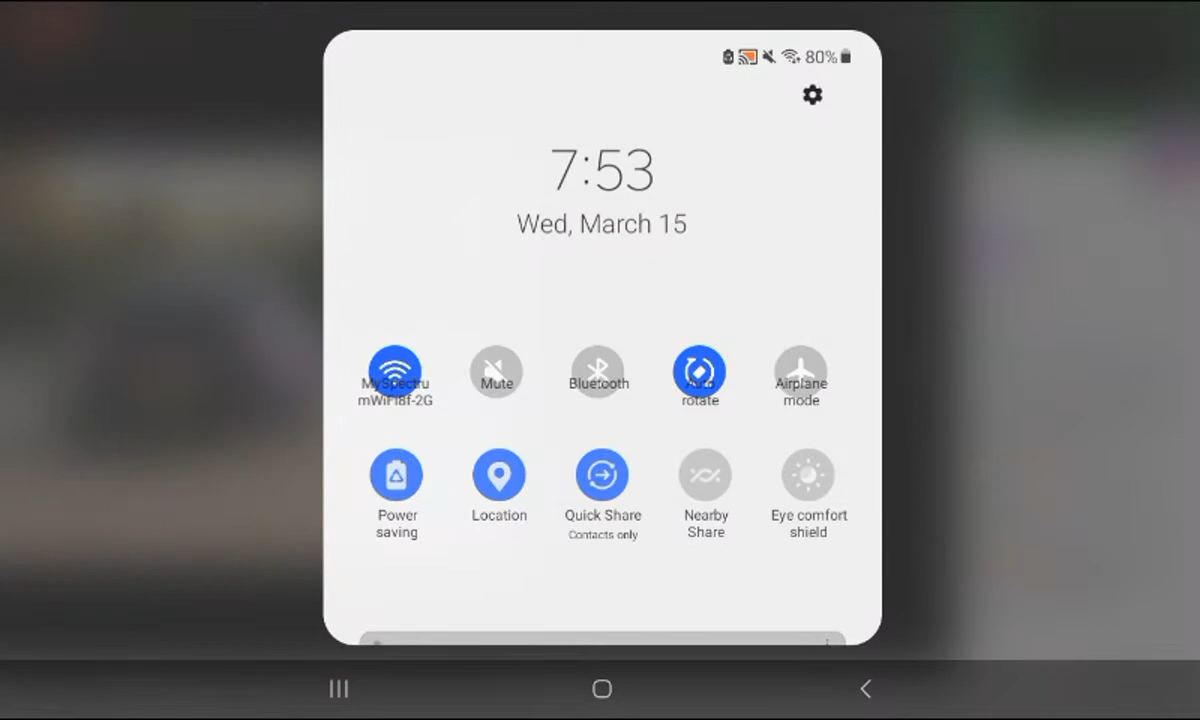 80%
7:53
Wed, March 15
MySpectru
mWiFi8f-2G
Mute
Bluetooth
Auto
rotate
Airplane
mode
Power
saving
Location
Quick Share
Contacts only
Nearby
Share
Eye comfort
shield